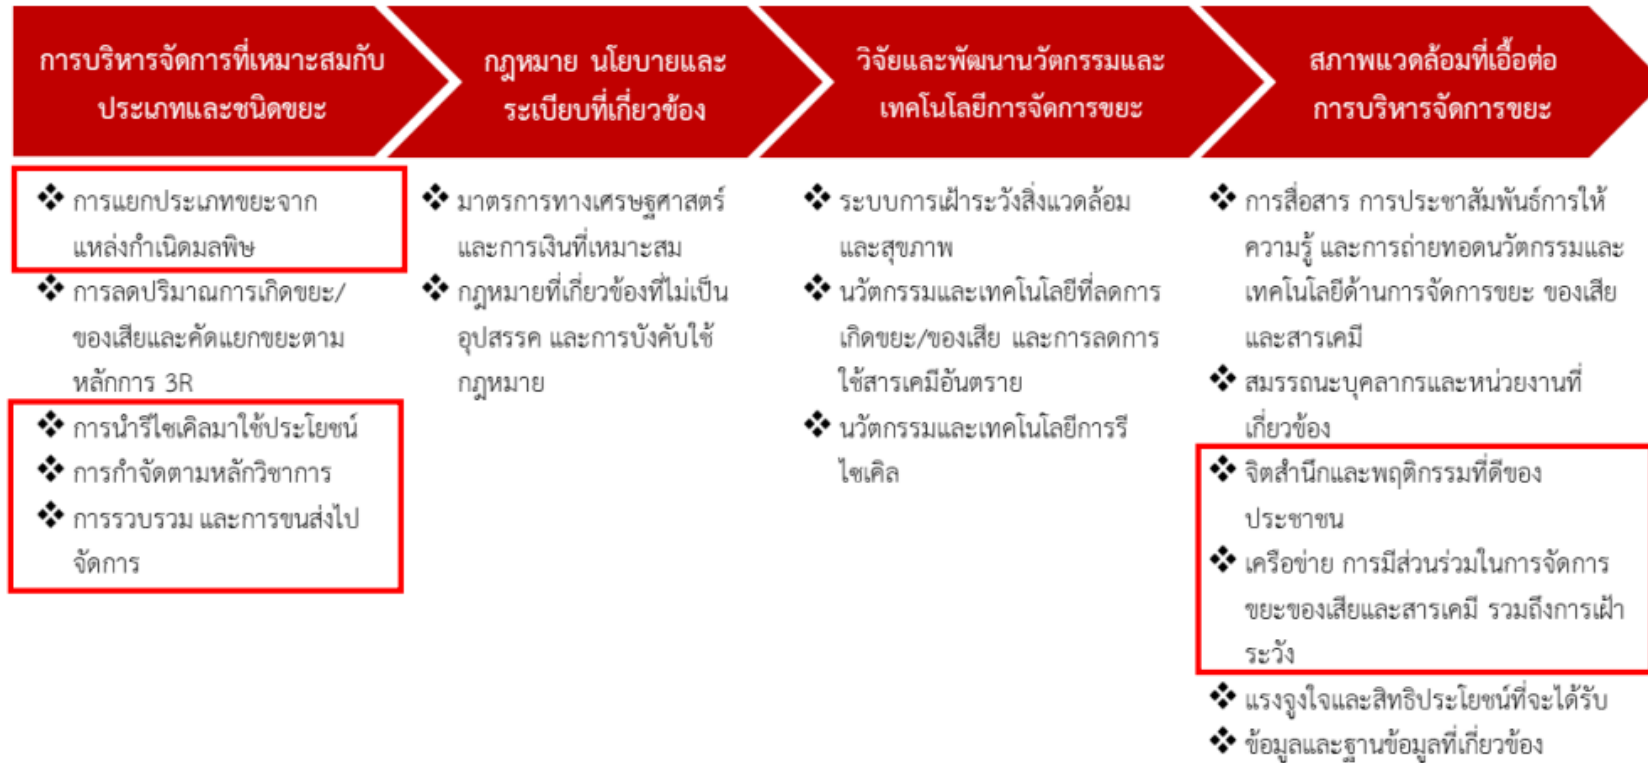 การบริหารจัดการที่เหมาะสมกับ
ประเภทและชนิดขยะ
กฎหมาย นโยบายและ
ระเบียบที่เกี่ยวข้อง
วิจัยและพัฒนานวัตกรรมและ
เทคโนโลยีการจัดการขยะ
สภาพแวดล้อมที่เอื้อต่อ
การบริหารจัดการขยะ
❖ การแยกประเภทขยะจาก
แหล่งกำเนิดมลพิษ
❖ การลดปริมาณการเกิดขยะ/
ของเสียและคัดแยกขยะตาม
หลักการ 3R
❖ การนำรีไซเคิลมาใช้ประโยชน์
❖ การกำจัดตามหลักวิชาการ
❖ การรวบรวม และการขนส่งไป
จัดการ
❖ มาตรการทางเศรษฐศาสตร์
และการเงินที่เหมาะสม
❖ กฎหมายที่เกี่ยวข้องที่ไม่เป็น
อุปสรรค และการบังคับใช้
กฎหมาย
❖ ระบบการเฝ้าระวังสิ่งแวดล้อม
และสุขภาพ
❖ นวัตกรรมและเทคโนโลยีที่ลดการ
เกิดขยะ/ของเสีย และการลดการ
ใช้สารเคมีอันตราย
❖ นวัตกรรมและเทคโนโลยีการรี
ไซเคิล
❖ การสื่อสาร การประชาสัมพันธ์การให้
ความรู้ และการถ่ายทอดนวัตกรรมและ
เทคโนโลยีด้านการจัดการขยะ ของเสีย
และสารเคมี
❖ สมรรถนะบุคลากรและหน่วยงานที่
เกี่ยวข้อง
❖ จิตสำนึกและพฤติกรรมที่ดีของ
ประชาชน
❖ เครือข่าย การมีส่วนร่วมในการจัดการ
ขยะของเสียและสารเคมี รวมถึงการเฝ้า
ระวัง
❖ แรงจูงใจและสิทธิประโยชน์ที่จะได้รับ
❖ ข้อมูลและฐานข้อมูลที่เกี่ยวข้อง